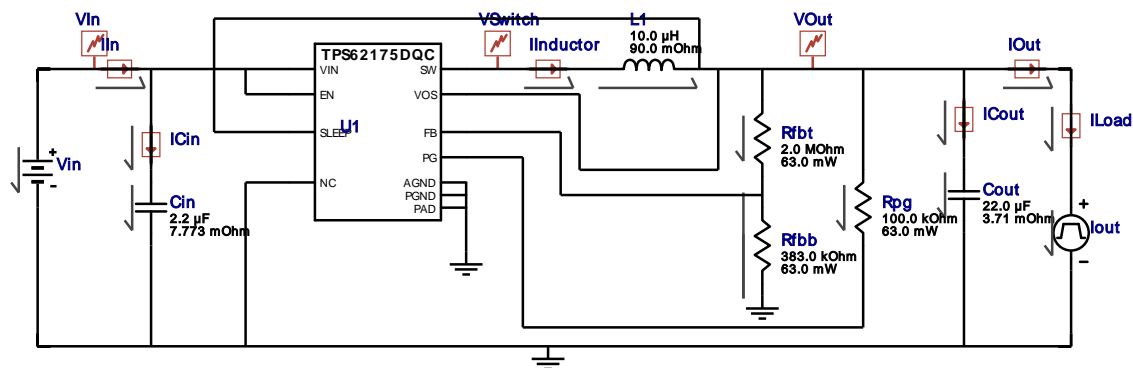 VIn
IIn
VSwitch
IInductor
L1
10.0 µH
90.0 mOhm
VOut
IOut
TPS62175DQC
VIN
EN
SLEEP
NC
U1
SW
VOS
FB
PG
AGND
PGND
PAD
Vin
+
-
ICin
Cin
2.2 µF
7.773 mOhm
Rfbt
2.0 MOhm
63.0 mW
Rfbb
383.0 kOhm
63.0 mW
Rpg
100.0 kOhm
63.0 mW
ICout
Cout
22.0 µF
3.71 mOhm
ILoad
+
Iout
−